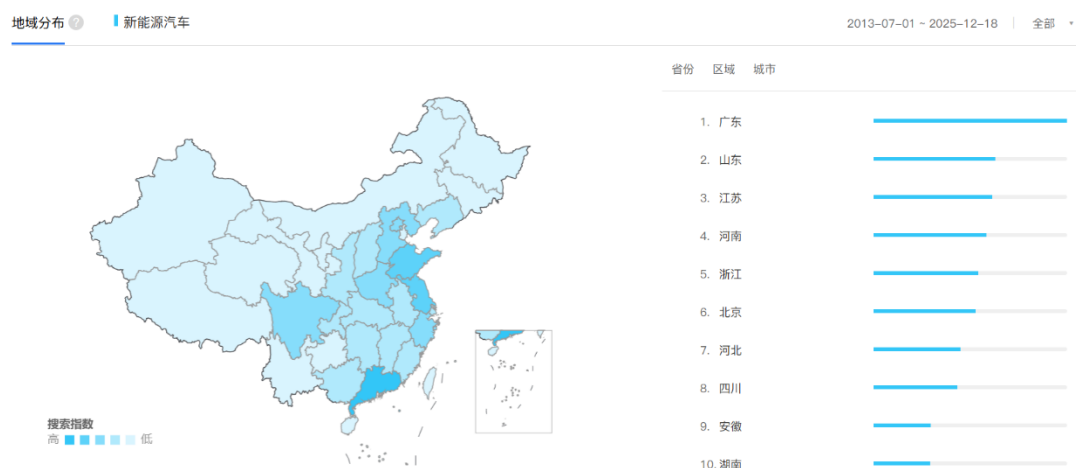 地域分布 ? 新能源汽车 2013-07-01 ~ 2025-12-18 全部
省份 区域 城市
1. 广东
2. 山东
3. 江苏
4. 河南
5. 浙江
6. 北京
7. 河北
8. 四川
9. 安徽
10. 湖南
搜索指数
高 低